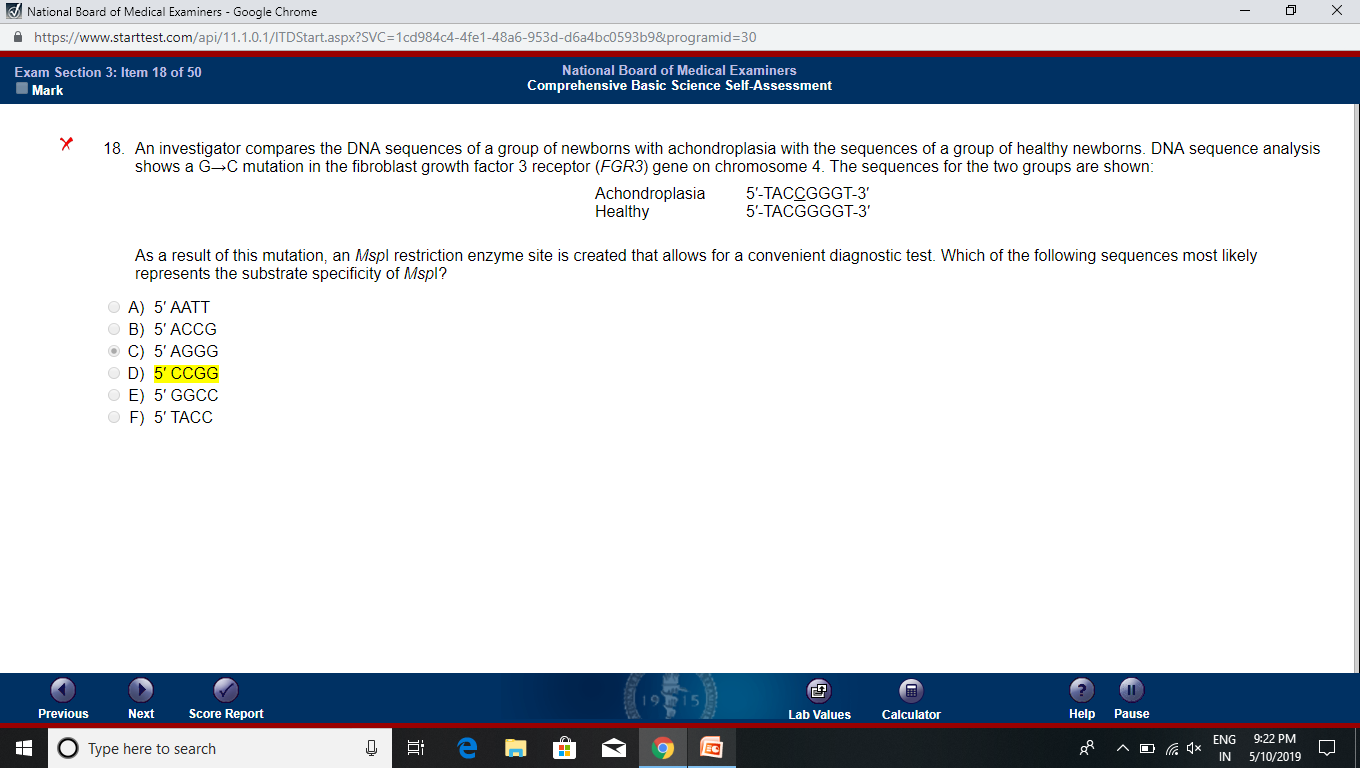 National Board of Medical Examiners - Google Chrome
https://www.starttest.com/api/11.1.0.1/ITDStart.aspx?SVC=1cd984c4-4fe1-48a6-953d-d6a4bc0593b9&programid=30
Exam Section 3: Item 18 of 50
National Board of Medical Examiners
Mark
Comprehensive Basic Science Self-Assessment
18. An investigator compares the DNA sequences of a group of newborns with achondroplasia with the sequences of a group of healthy newborns. DNA sequence analysis
shows a G→C mutation in the fibroblast growth factor 3 receptor (FGR3) gene on chromosome 4. The sequences for the two groups are shown:
Achondroplasia 5′-TACCGGGT-3′
Healthy 5′-TACGGGGT-3′
As a result of this mutation, an MspI restriction enzyme site is created that allows for a convenient diagnostic test. Which of the following sequences most likely
represents the substrate specificity of MspI?
A) 5′ AATT
B) 5′ ACCG
C) 5′ AGGG
D) 5′ CCGG
E) 5′ GGCC
F) 5′ TACC
19 15
Previous Next Score Report Lab Values Calculator Help Pause
Type here to search
ENG
IN
9:22 PM
5/10/2019